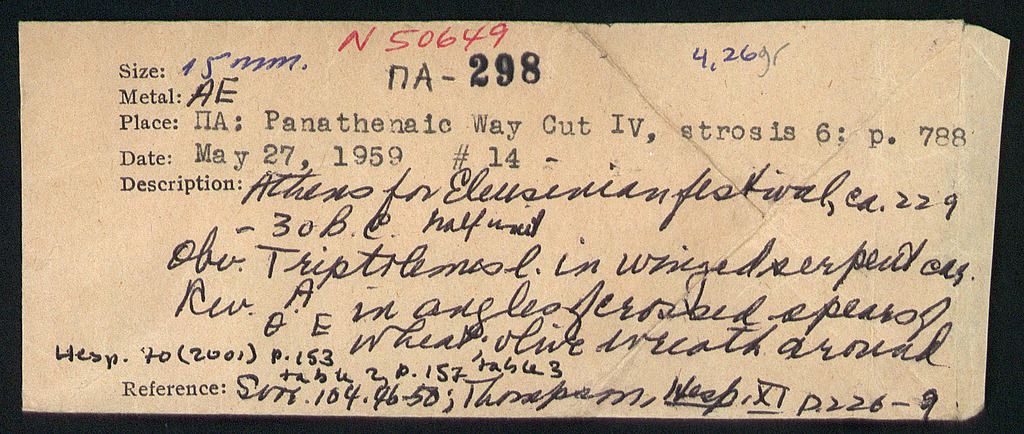 N 50649
Size: 15 mm. ΠΑ - 298 4,26gr
Metal: AE
Place: ΠΑ: Panathenaic Way Cut IV, strosis 6: p. 788
Date: May 27, 1959 # 14 -
Description: Athens for Eleusinian festival, ca. 229
- 30 B.C. half unit
Obv. Triptolemos l. in winged serpent car.
Rev. A in angles of crossed spears of
Θ E wheat; olive wreath around
Hesp. 70 (2001) p. 153
table 2, p. 157 table 3
Reference: Svor. 104.46-50; Thompson, Hesp. XI p. 226-9